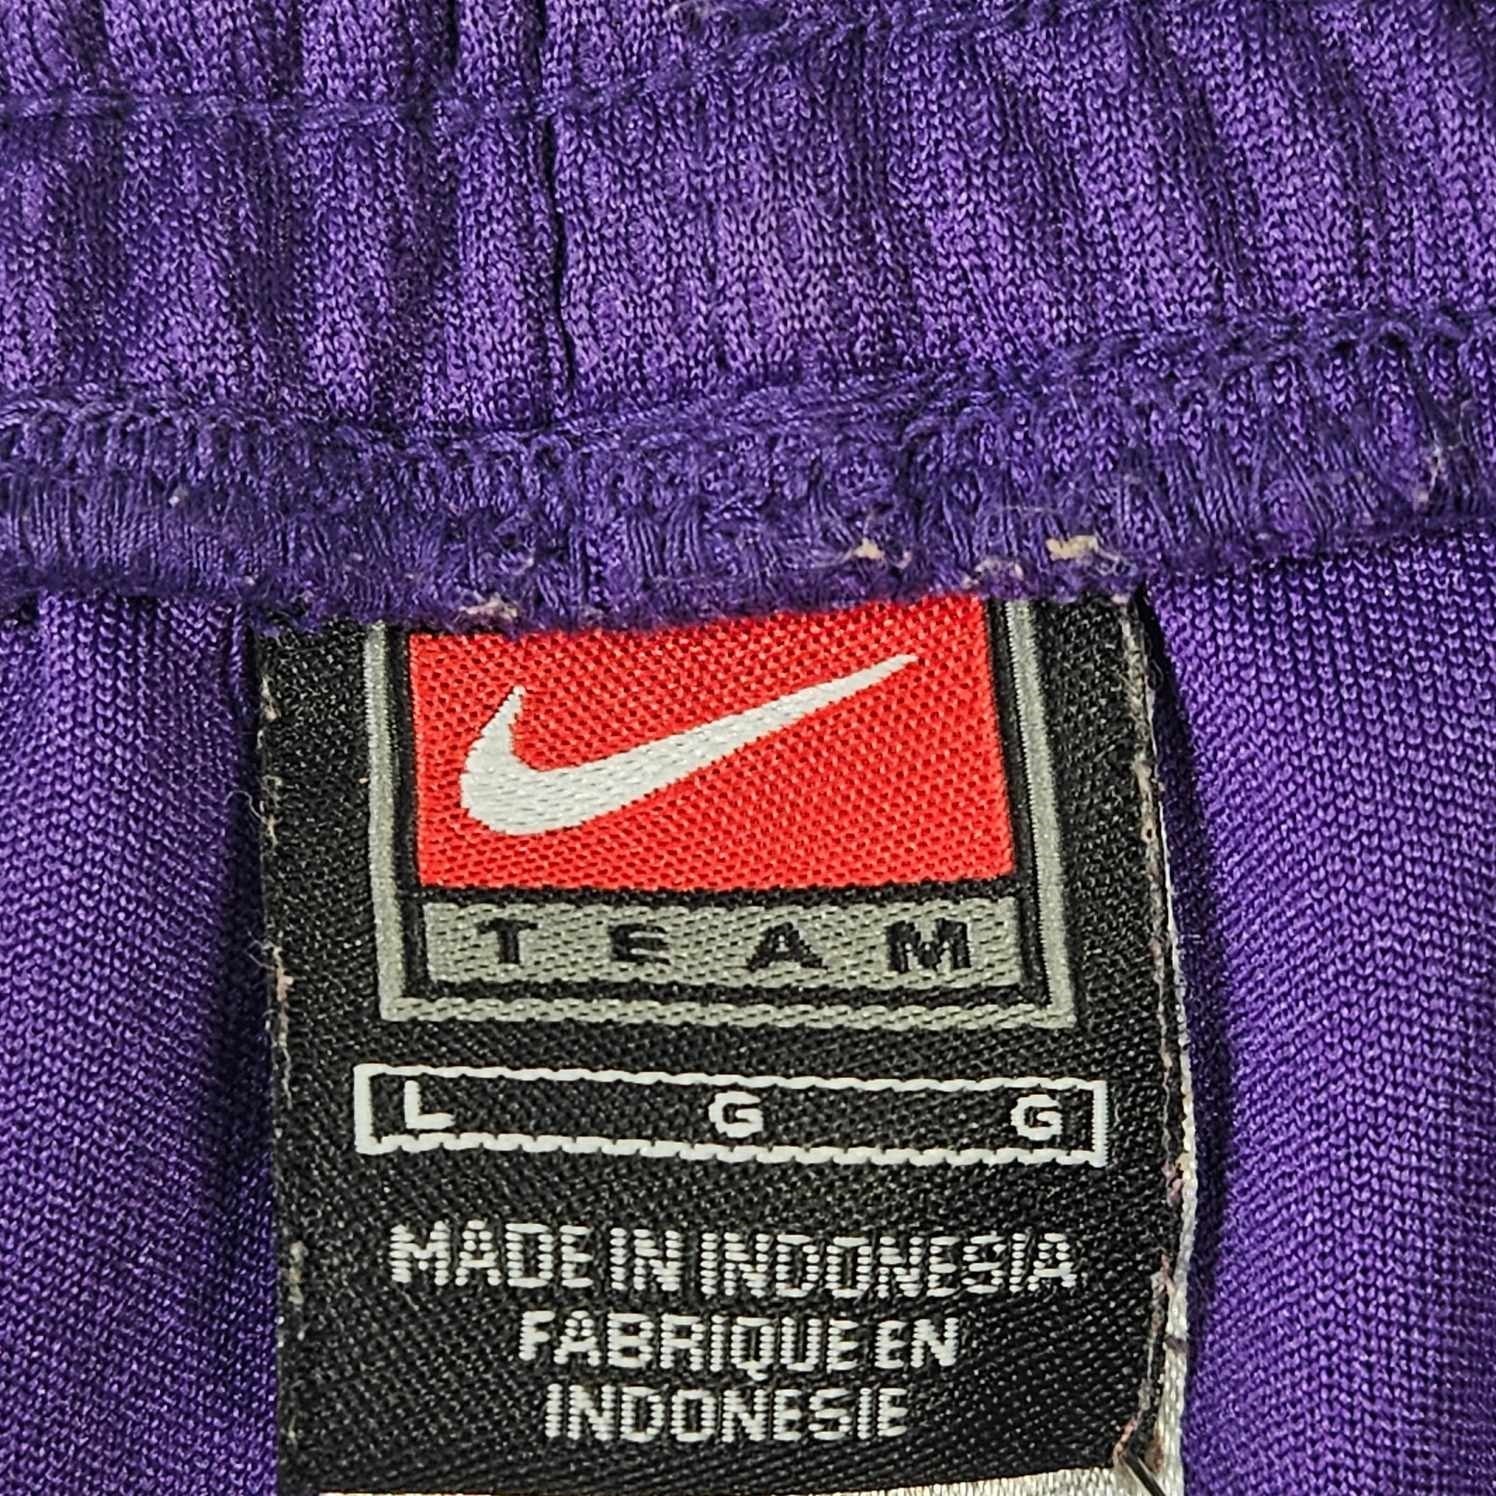 TEAM
L G G
MADE IN INDONESIA
FABRIQUE EN
INDONESIE